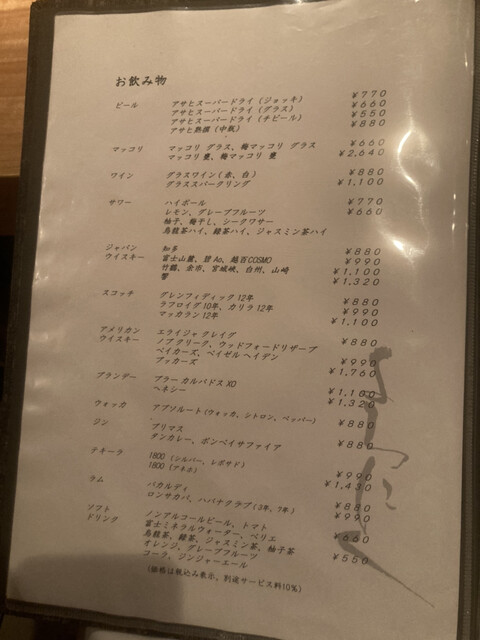 お飲み物
ビール アサヒスーパードライ (ジョッキ) ¥770
アサヒスーパードライ (グラス) ¥660
アサヒスーパードライ (チビール) ¥550
アサヒ熟撰 (中瓶) ¥880
マッコリ マッコリ グラス、梅マッコリ グラス ¥660
マッコリ 甕、梅マッコリ 甕 ¥2,640
ワイン グラスワイン (赤、白) ¥880
グラススパークリング ¥1,100
サワー ハイボール ¥770
レモン、グレープフルーツ ¥660
柚子、梅干し、シークワサー
烏龍茶ハイ、緑茶ハイ、ジャスミン茶ハイ
ジャパン 知多 ¥880
ウイスキー 富士山麓、碧Ao、越百COSMO ¥990
竹鶴、余市、宮城峡、白州、山崎 ¥1,100
響 ¥1,320
スコッチ グレンフィディック 12年 ¥880
ラフロイグ 10年、カリラ 12年 ¥990
マッカラン 12年 ¥1,100
アメリカン エライジャ クレイグ ¥880
ウイスキー ノブ クリーク、ウッドフォードリザーブ
ベイカーズ、ベイゼル ヘイデン ¥990
ブッカーズ ¥1,760
ブランデー ブラー カルバドス XO ¥1,100
ヘネシー ¥1,320
ウォッカ アブソルート (ウォッカ、シトロン、ペッパー) ¥880
ジン プリマス ¥880
タンカレー、ボンベイサファイア
テキーラ 1800 (シルバー、レポサド) ¥990
1800 (アネホ) ¥1,430
ラム バカルディ ¥880
ロンサカパ、ハバナクラブ (3年、7年) ¥990
ソフト ノンアルコールビール、トマト
ドリンク 富士ミネラルウォーター、ペリエ ¥660
烏龍茶、緑茶、ジャスミン茶、柚子茶
オレンジ、グレープフルーツ ¥550
コーラ、ジンジャーエール
(価格は税込み表示、別途サービス料10%)